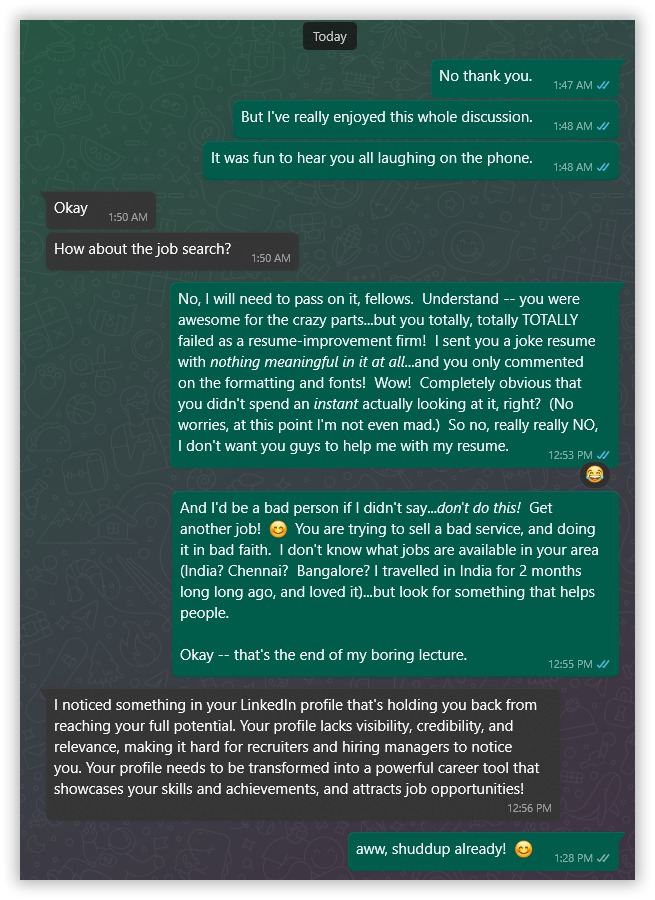 Today
No thank you.
1:47 AM
But I've really enjoyed this whole discussion.
1:48 AM
It was fun to hear you all laughing on the phone.
1:48 AM
Okay
1:50 AM
How about the job search?
1:50 AM
No, I will need to pass on it, fellows.  Understand -- you were
awesome for the crazy parts...but you totally, totally TOTALLY
failed as a resume-improvement firm!  I sent you a joke resume
with nothing meaningful in it at all...and you only commented
on the formatting and fonts!  Wow!  Completely obvious that
you didn't spend an instant actually looking at it, right?  (No
worries, at this point I'm not even mad.)  So no, really really NO,
I don't want you guys to help me with my resume.
12:53 PM
😂
And I'd be a bad person if I didn't say...don't do this!  Get
another job!  😊  You are trying to sell a bad service, and doing
it in bad faith.  I don't know what jobs are available in your area
(India? Chennai?  Bangalore? I travelled in India for 2 months
long long ago, and loved it)...but look for something that helps
people.
Okay -- that's the end of my boring lecture.
12:55 PM
I noticed something in your LinkedIn profile that's holding you back from
reaching your full potential. Your profile lacks visibility, credibility, and
relevance, making it hard for recruiters and hiring managers to notice
you. Your profile needs to be transformed into a powerful career tool that
showcases your skills and achievements, and attracts job opportunities!
12:56 PM
aww, shuddup already!  😊
1:28 PM